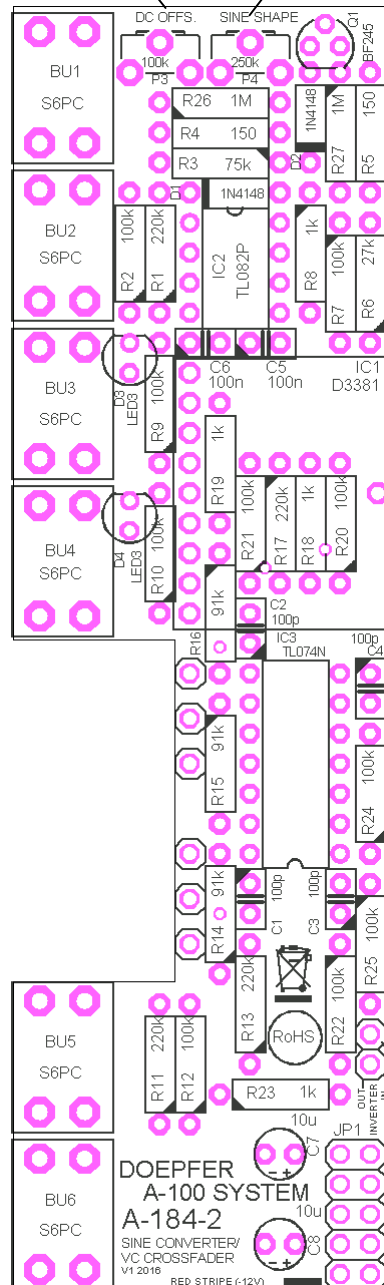 DC OFFS. SINE SHAPE
Q1
BF245
100k
P3
250k
P4
BU1
S6PC
R26 1M
R4 150
R3 75k
1N4148
D2
1M
R27
150
R5
D1
1N4148
BU2
S6PC
100k
R2
220k
R1
IC2
TL082P
1k
R8
100k
R7
27k
R6
C6
100n
C5
100n
IC1
D3381
BU3
S6PC
D3
LED3
100k
R9
1k
R19
BU4
S6PC
D4
LED3
100k
R10
100k
R21
220k
R17
1k
R18
100k
R20
91k
R16
C2
100p
IC3
TL074N
100p
C4
91k
R15
100k
R24
91k
R14
100p
C1
100p
C3
100k
R25
220k
R13
RoHS
100k
R22
BU5
S6PC
220k
R11
100k
R12
R23 1k
OUT
INVERTER
IN
10u
C7
JP1
- +
BU6
S6PC
DOEPFER
A-100 SYSTEM
A-184-2
10u
C8
- +
SINE CONVERTER/
VC CROSSFADER
V1 2016
RED STRIPE (-12V)